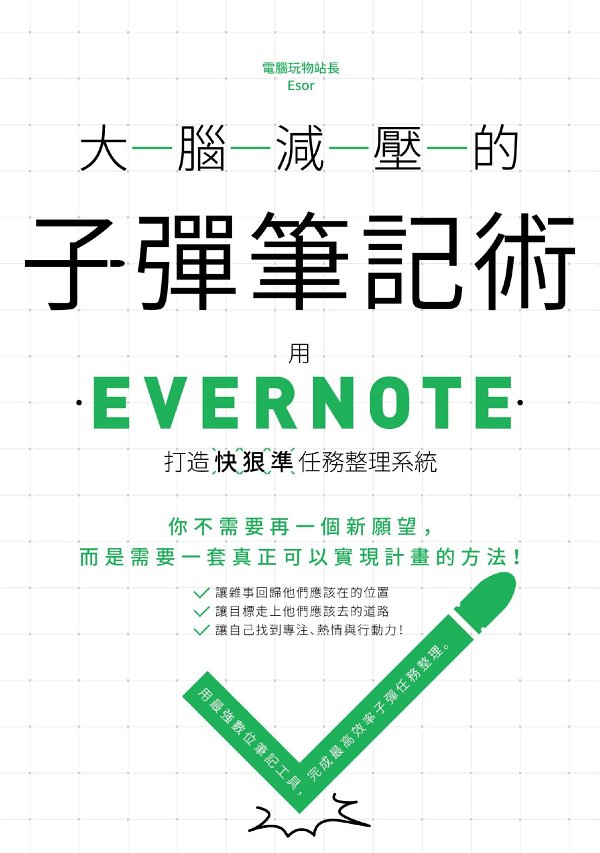 電腦玩物站長
Esor
大腦減壓的
子彈筆記術
用
·EVERNOTE·
打造快狠準任務整理系統
你不需要再一個新願望，
而是需要一套真正可以實現計畫的方法！
讓雜事回歸他們應該在的位置
讓目標走上他們應該去的道路
讓自己找到專注、熱情與行動力！
用最強數位筆記工具，
完成最高效率子彈任務整理。